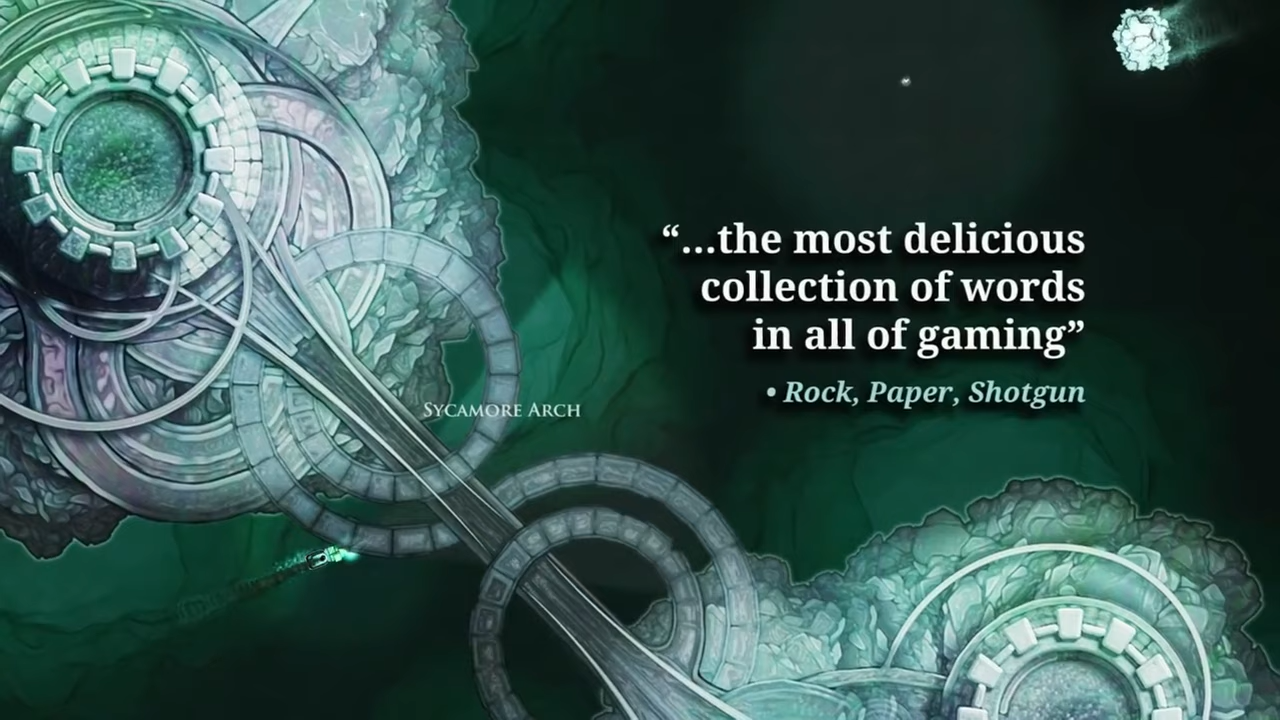 “...the most delicious
collection of words
in all of gaming”
• Rock, Paper, Shotgun
Sycamore Arch